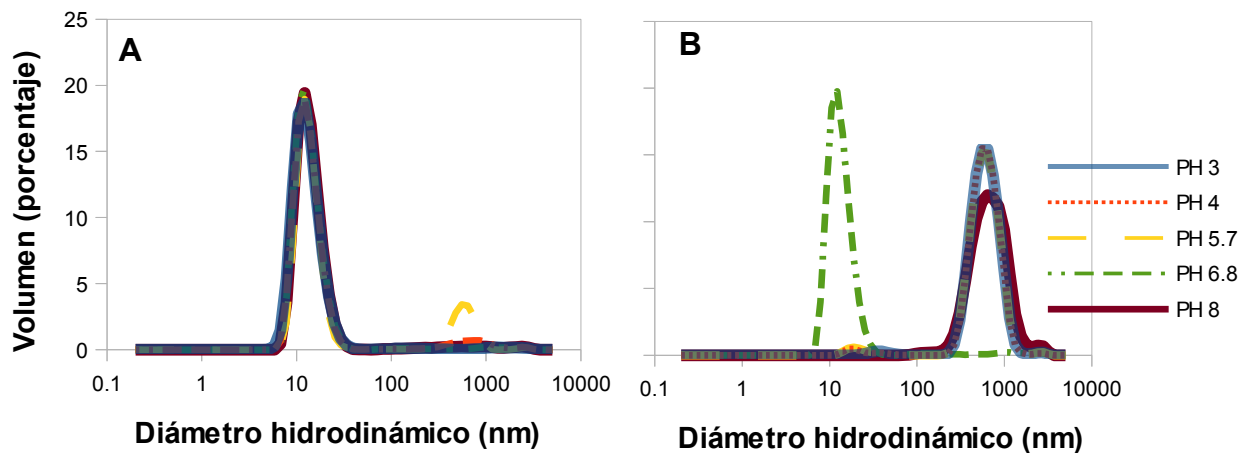 A
B
Volumen (porcentaje)
25
20
15
10
5
0
0.1 1 10 100 1000 10000
Diámetro hidrodinámico (nm)
0.1 1 10 100 1000 10000
Diámetro hidrodinámico (nm)
PH 3
PH 4
PH 5.7
PH 6.8
PH 8